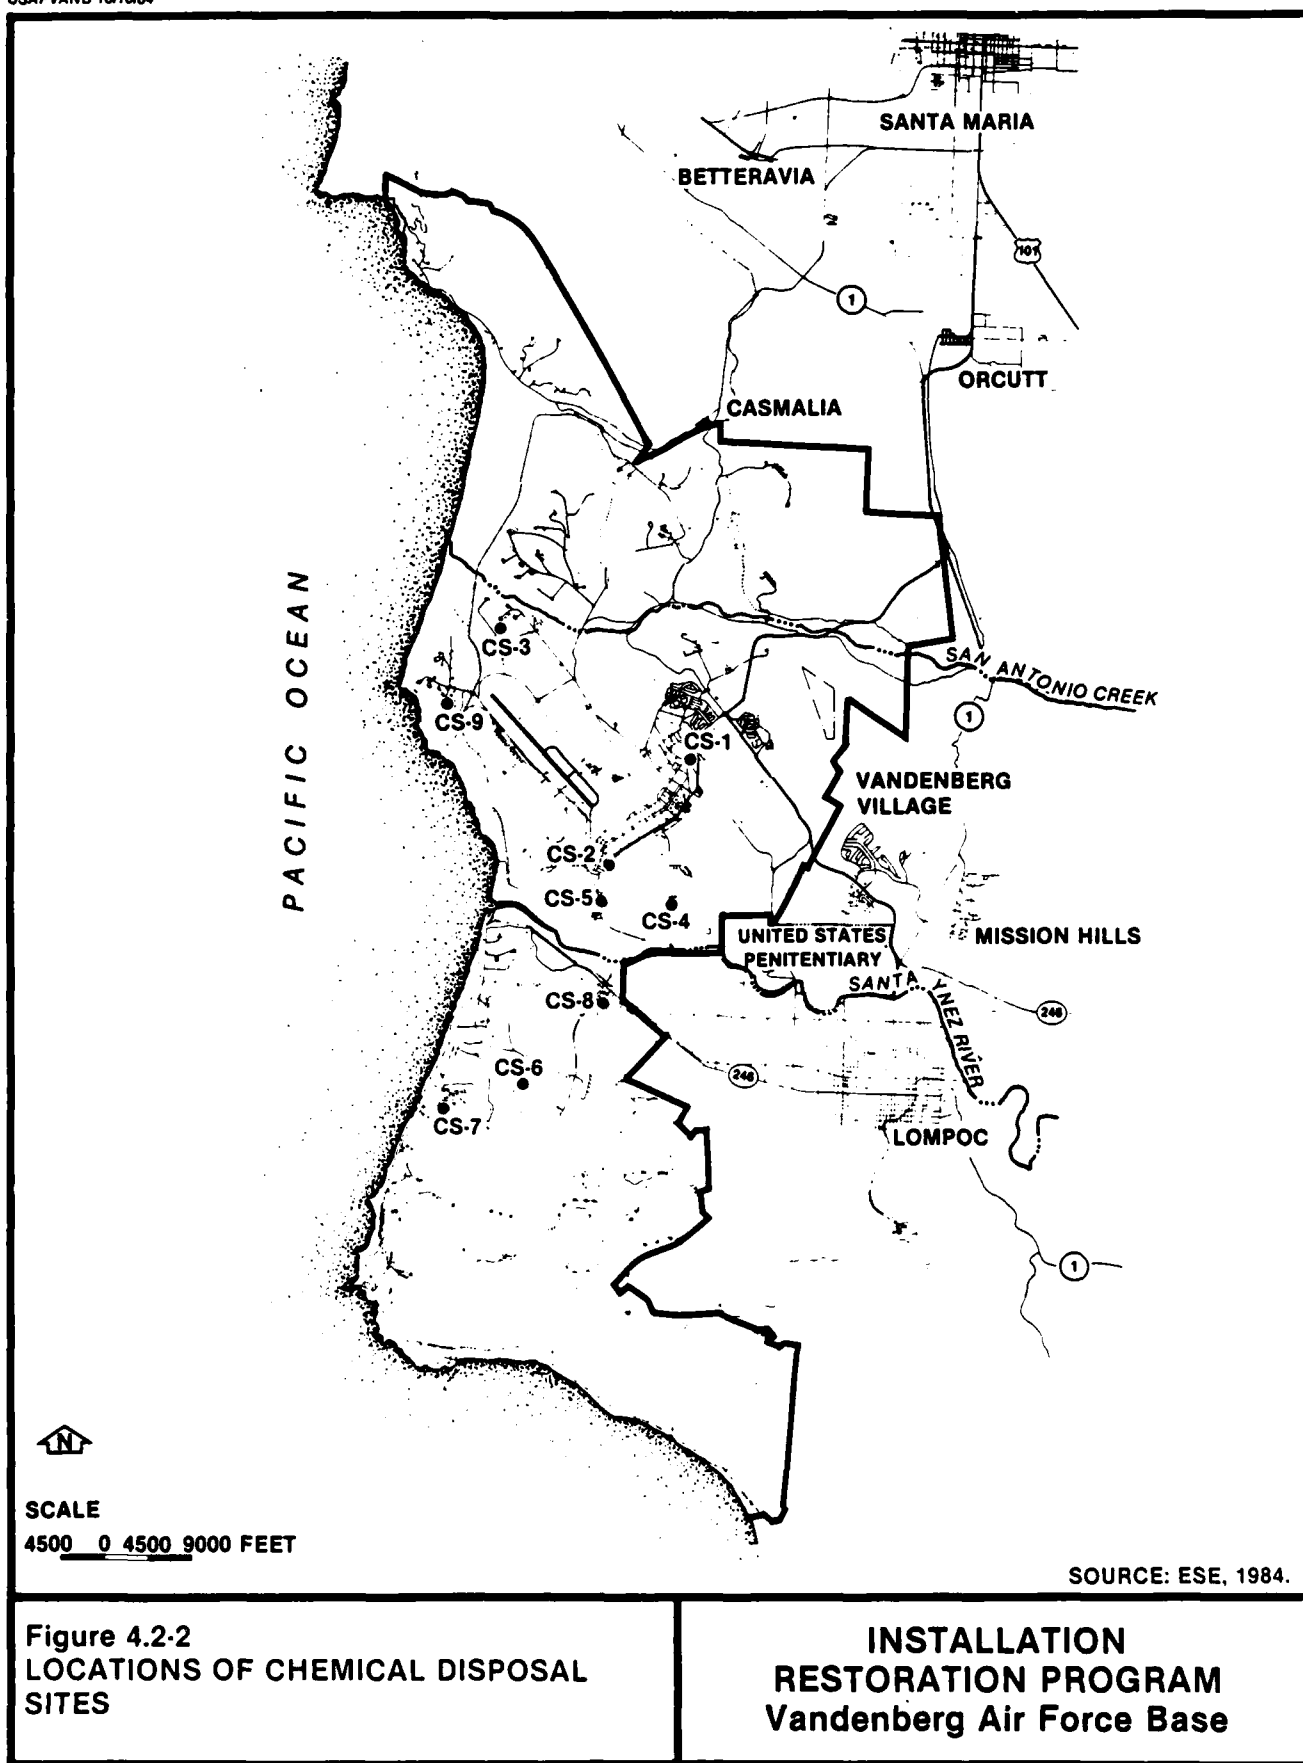 SANTA MARIA
BETTERAVIA
101
1
ORCUTT
CASMALIA
PACIFIC OCEAN
CS-3
SAN ANTONIO CREEK
CS-9
1
CS-1
VANDENBERG
VILLAGE
CS-2
CS-5
CS-4
UNITED STATES
PENITENTIARY
MISSION HILLS
SANTA YNEZ RIVER
CS-8
246
246
CS-6
CS-7
LOMPOC
1
N
SCALE
4500 0 4500 9000 FEET
SOURCE: ESE, 1984.
Figure 4.2-2
LOCATIONS OF CHEMICAL DISPOSAL
SITES
INSTALLATION
RESTORATION PROGRAM
Vandenberg Air Force Base